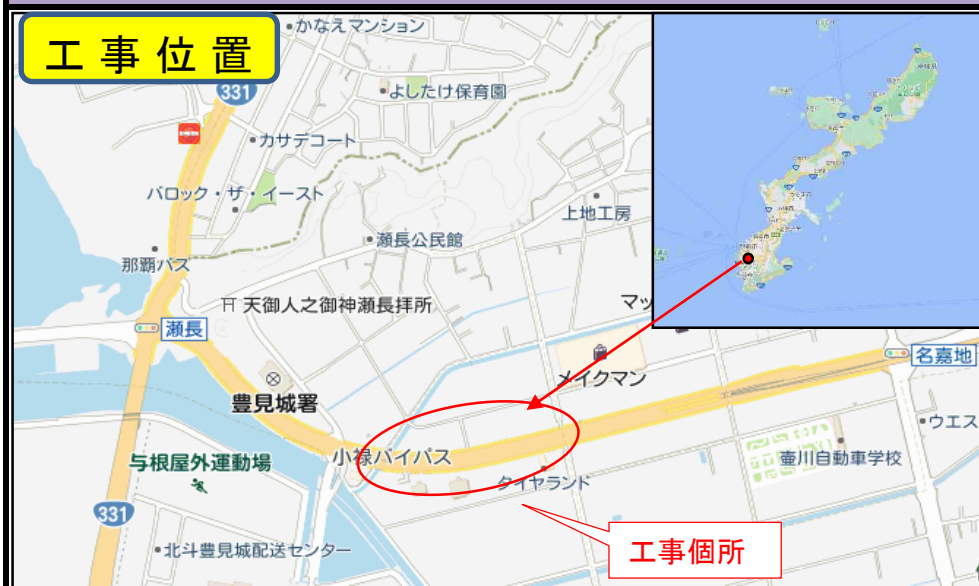 工事位置
かなえマンション
331
よしたけ保育園
カサデコート
バロック・ザ・イースト
上地工房
瀬長公民館
那覇バス
天御人之御神瀬長拝所
マッ
瀬長
名嘉地
メイクマン
豊見城署
ウエス
小禄バイパス
与根屋外運動場
壷川自動車学校
タイヤランド
331
工事個所
北斗豊見城配送センター